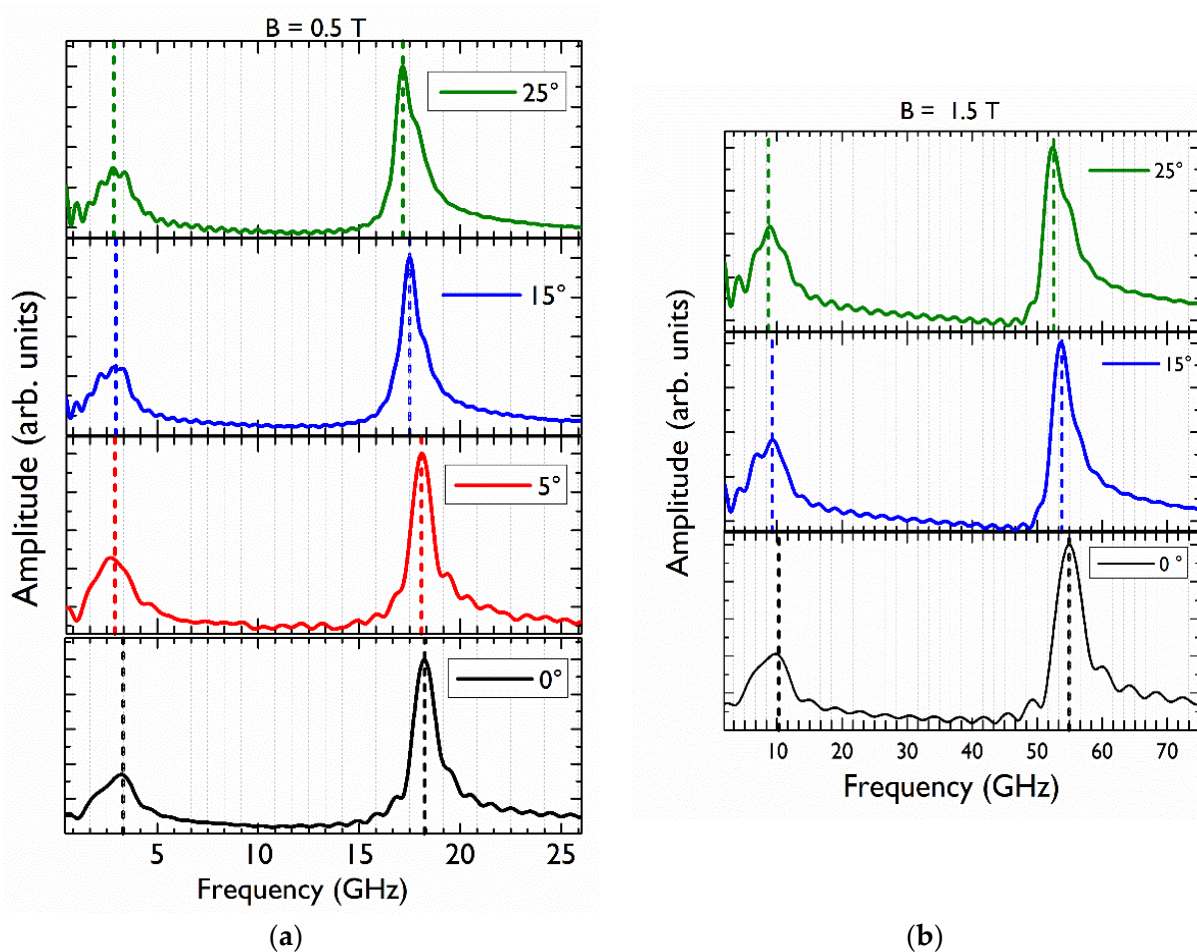 B = 0.5 T
25°
15°
5°
0°
Amplitude (arb. units)
5 10 15 20 25
Frequency (GHz)
(a)
B = 1.5 T
25°
15°
0 °
Amplitude (arb. units)
10 20 30 40 50 60 70
Frequency (GHz)
(b)